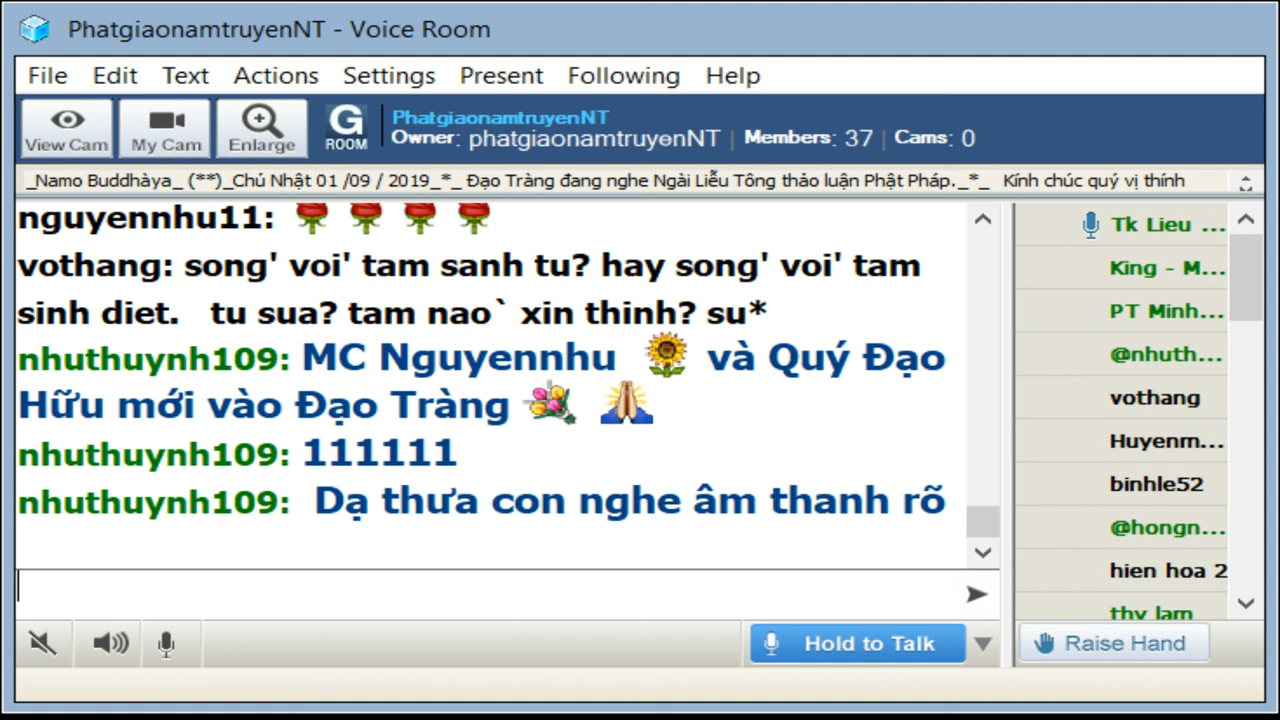 PhatgiaonamtruyenNT - Voice Room
File Edit Text Actions Settings Present Following Help
View Cam My Cam Enlarge G ROOM
PhatgiaonamtruyenNT
Owner: phatgiaonamtruyenNT | Members: 37 | Cams: 0
_Namo Buddhàya_ (**)_Chủ Nhật 01 /09 / 2019_*_ Đạo Tràng đang nghe Ngài Liễu Tông thảo luận Phật Pháp._*_ Kính chúc quý vị thính
nguyennhu11:
vothang: song' voi' tam sanh tu? hay song' voi' tam
sinh diet. tu sua? tam nao` xin thinh? su*
nhuthuynh109: MC Nguyennhu và Quý Đạo
Hữu mới vào Đạo Tràng
nhuthuynh109: 111111
nhuthuynh109: Dạ thưa con nghe âm thanh rõ
Tk Lieu ...
King - M...
PT Minh...
@nhuth...
vothang
Huyenm...
binhle52
@hongn...
hien hoa 2
thy lam
Hold to Talk
Raise Hand